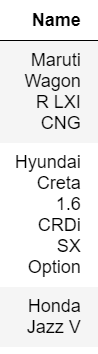 Name
Maruti
Wagon
R LXI
CNG
Hyundai
Creta
1.6
CRDi
SX
Option
Honda
Jazz V